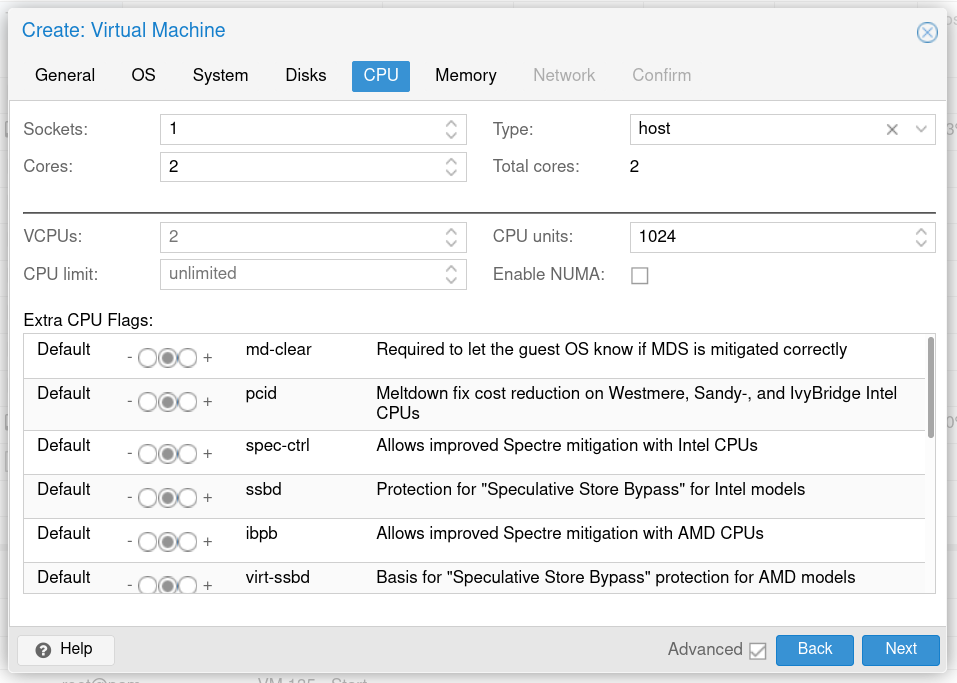 Create: Virtual Machine
General OS System Disks CPU Memory Network Confirm
Sockets: 1 Type: host
Cores: 2 Total cores: 2
VCPUs: 2 CPU units: 1024
CPU limit: unlimited Enable NUMA:
Extra CPU Flags:
Default - + md-clear Required to let the guest OS know if MDS is mitigated correctly
Default - + pcid Meltdown fix cost reduction on Westmere, Sandy-, and IvyBridge Intel
CPUs
Default - + spec-ctrl Allows improved Spectre mitigation with Intel CPUs
Default - + ssbd Protection for "Speculative Store Bypass" for Intel models
Default - + ibpb Allows improved Spectre mitigation with AMD CPUs
Default - + virt-ssbd Basis for "Speculative Store Bypass" protection for AMD models
Help Advanced Back Next